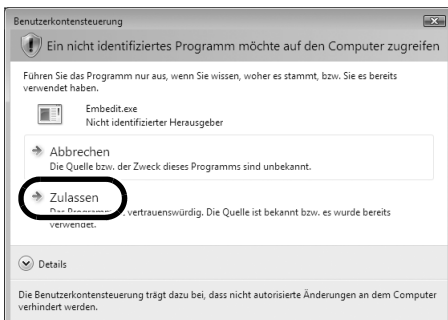 Benutzerkontensteuerung
Ein nicht identifiziertes Programm möchte auf den Computer zugreifen
Führen Sie das Programm nur aus, wenn Sie wissen, woher es stammt, bzw. Sie es bereits
verwendet haben.
Embedit.exe
Nicht identifizierter Herausgeber
Abbrechen
Die Quelle bzw. der Zweck dieses Programms sind unbekannt.
Zulassen
vertrauenswürdig. Die Quelle ist bekannt bzw. es wurde bereits
verwendet.
Details
Die Benutzerkontensteuerung trägt dazu bei, dass nicht autorisierte Änderungen an dem Computer
verhindert werden.